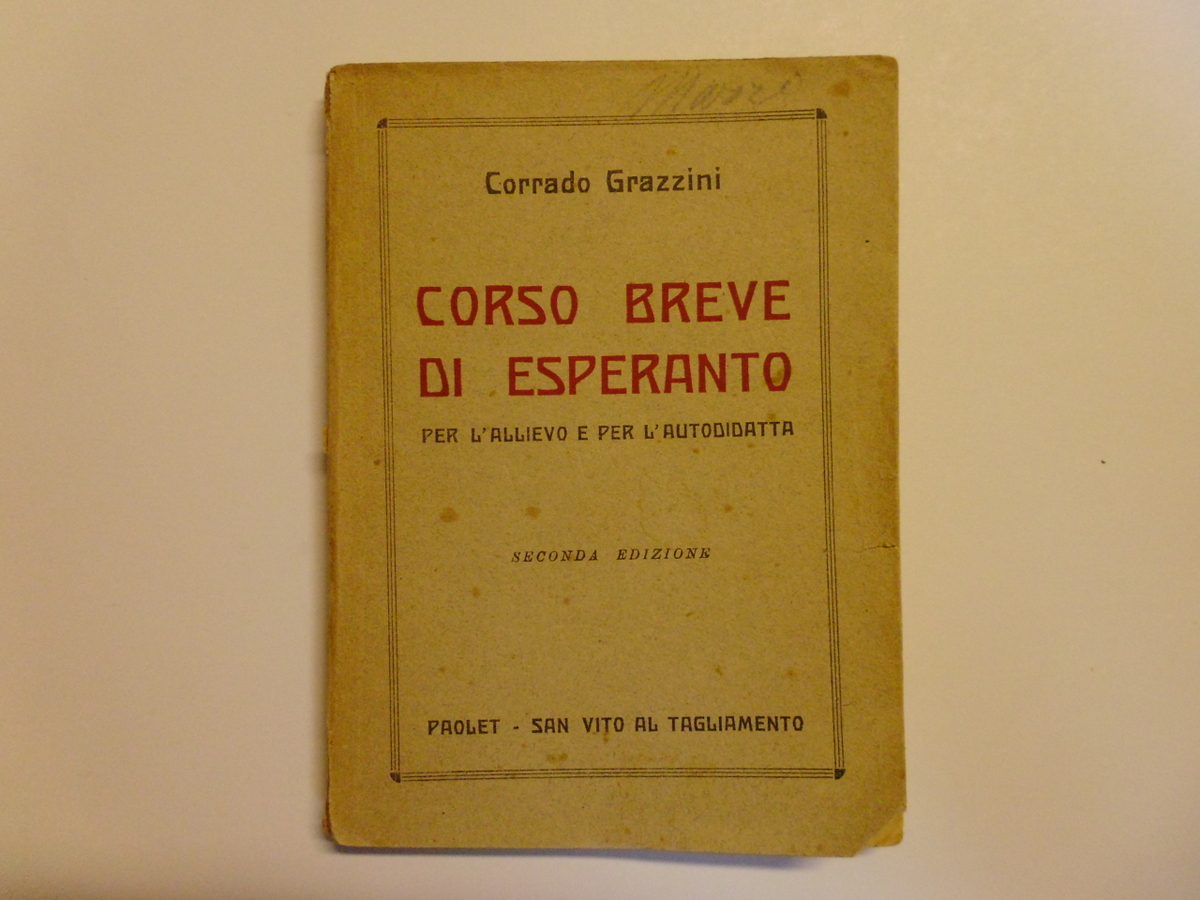 Corrado Grazzini
CORSO BREVE
DI ESPERANTO
PER L'ALLIEVO E PER L'AUTODIDATTA
SECONDA EDIZIONE
PAOLET - SAN VITO AL TAGLIAMENTO